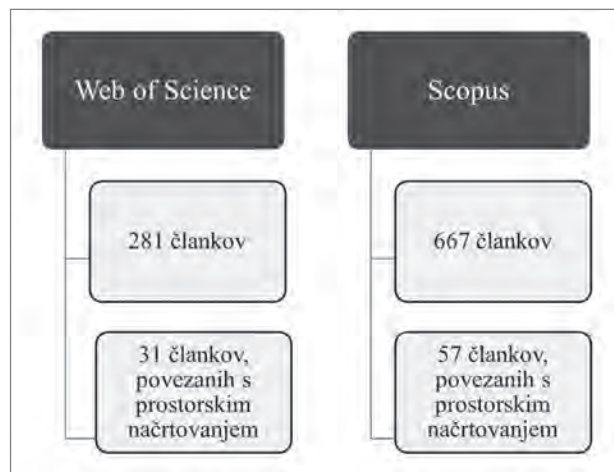 Web of Science
281 člankov
31 člankov,
povezanih s
prostorskim
načrtovanjem
Scopus
667 člankov
57 člankov,
povezanih s
prostorskim
načrtovanjem